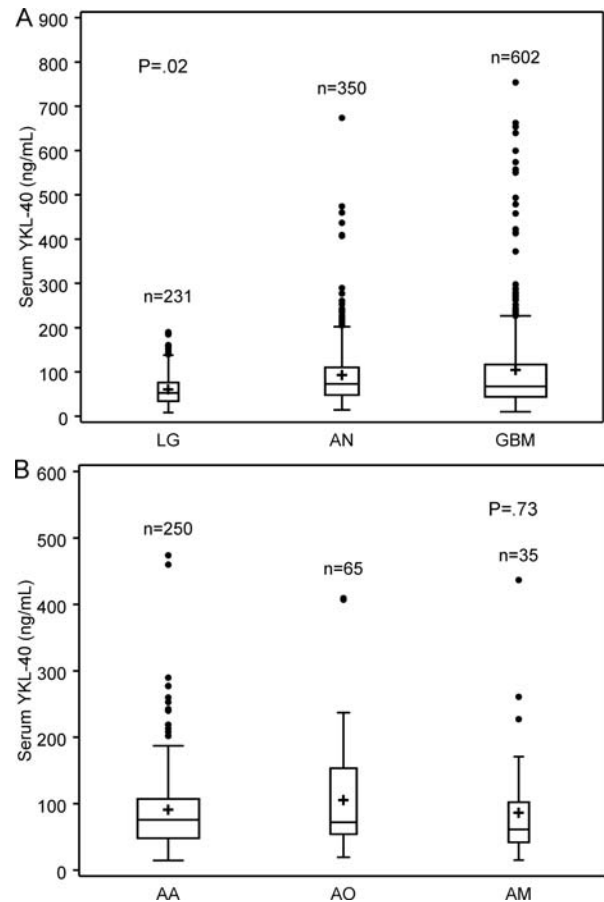 A
900
800
700
600
500
400
300
200
100
0
Serum YKL-40 (ng/mL)
P=.02
n=231
n=350
n=602
LG AN GBM
B
600
500
400
300
200
100
0
Serum YKL-40 (ng/mL)
P=.73
n=250
n=65
n=35
AA AO AM